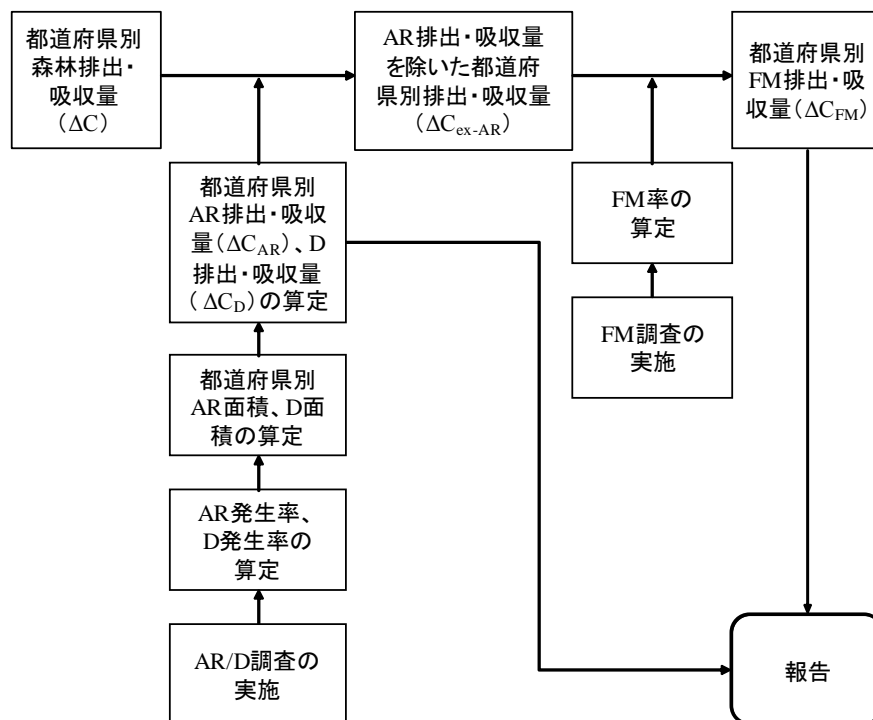 都道府県別
森林排出・
吸収量
（ΔC）
AR排出・吸収量
を除いた都道府
県別排出・吸収量
（ΔCex-AR）
都道府県別
FM排出・吸
収量（ΔCFM）
都道府県別
AR排出・吸収
量（ΔCAR）、D
排出・吸収量
（ΔCD）の算定
FM率の
算定
FM調査の
実施
都道府県別
AR面積、D面
積の算定
AR発生率、
D発生率の
算定
AR/D調査の
実施
報告